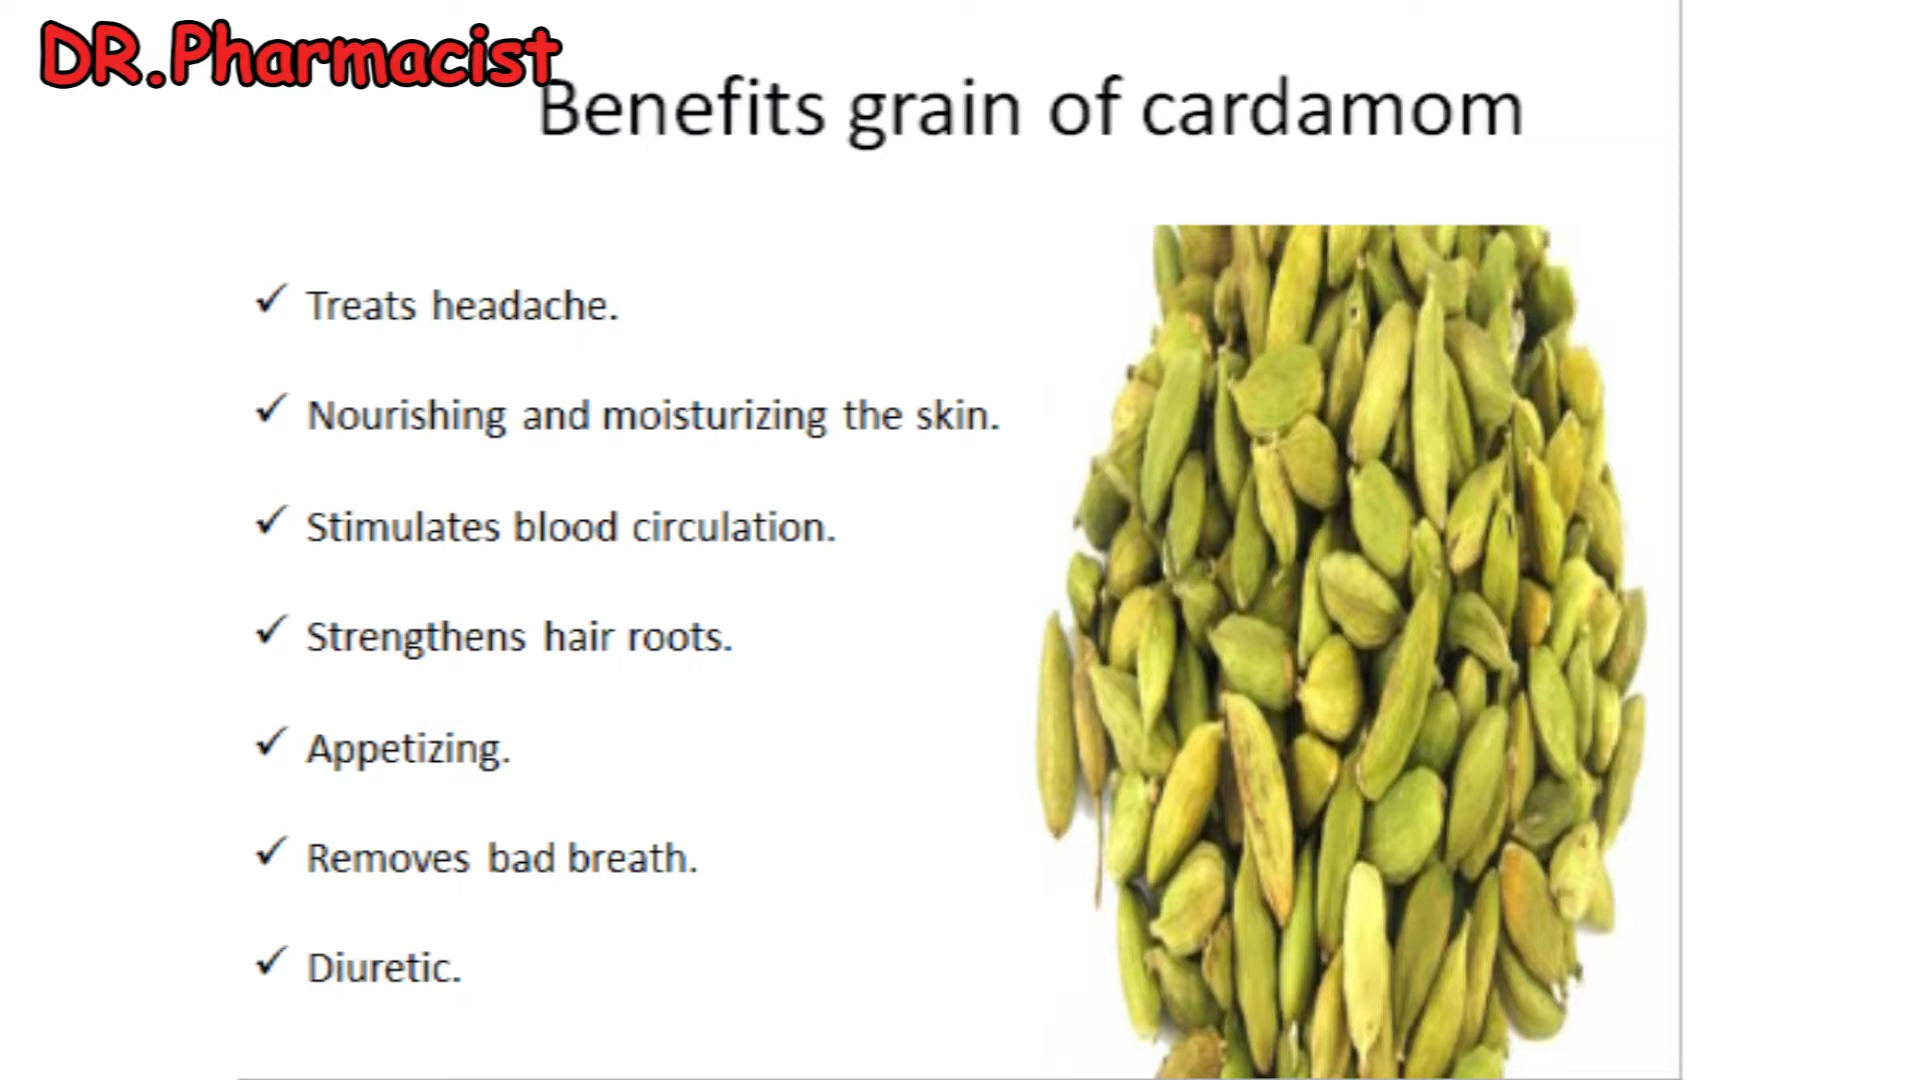 DR.Pharmacist
Benefits grain of cardamom
✓ Treats headache.
✓ Nourishing and moisturizing the skin.
✓ Stimulates blood circulation.
✓ Strengthens hair roots.
✓ Appetizing.
✓ Removes bad breath.
✓ Diuretic.